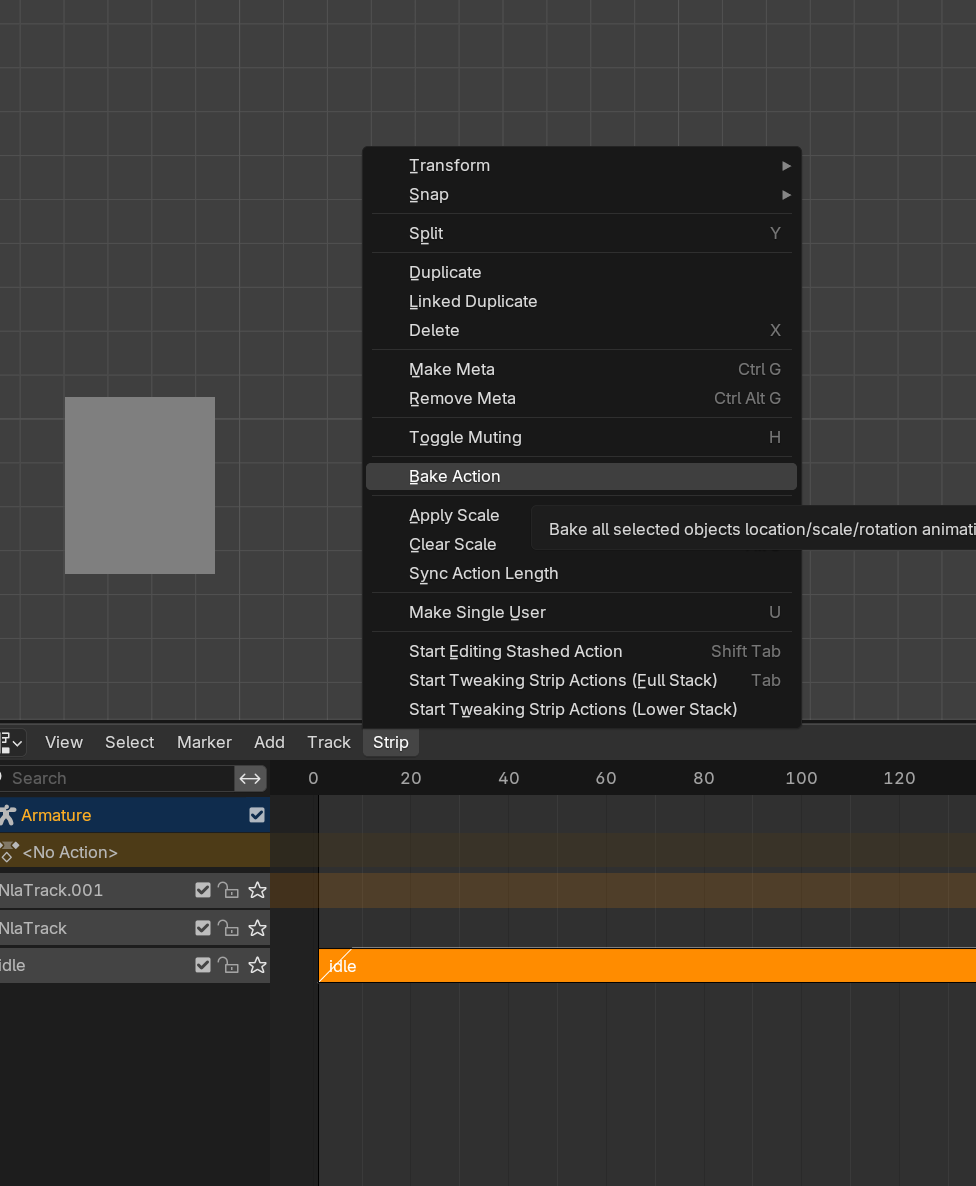 Transform
Snap
Split Y
Duplicate
Linked Duplicate
Delete X
Make Meta Ctrl G
Remove Meta Ctrl Alt G
Toggle Muting H
Bake Action
Apply Scale
Bake all selected objects location/scale/rotation animati
Clear Scale
Sync Action Length
Make Single User U
Start Editing Stashed Action Shift Tab
Start Tweaking Strip Actions (Full Stack) Tab
Start Tweaking Strip Actions (Lower Stack)
View Select Marker Add Track Strip
Search 0 20 40 60 80 100 120
Armature
<No Action>
NlaTrack.001
NlaTrack
idle idle